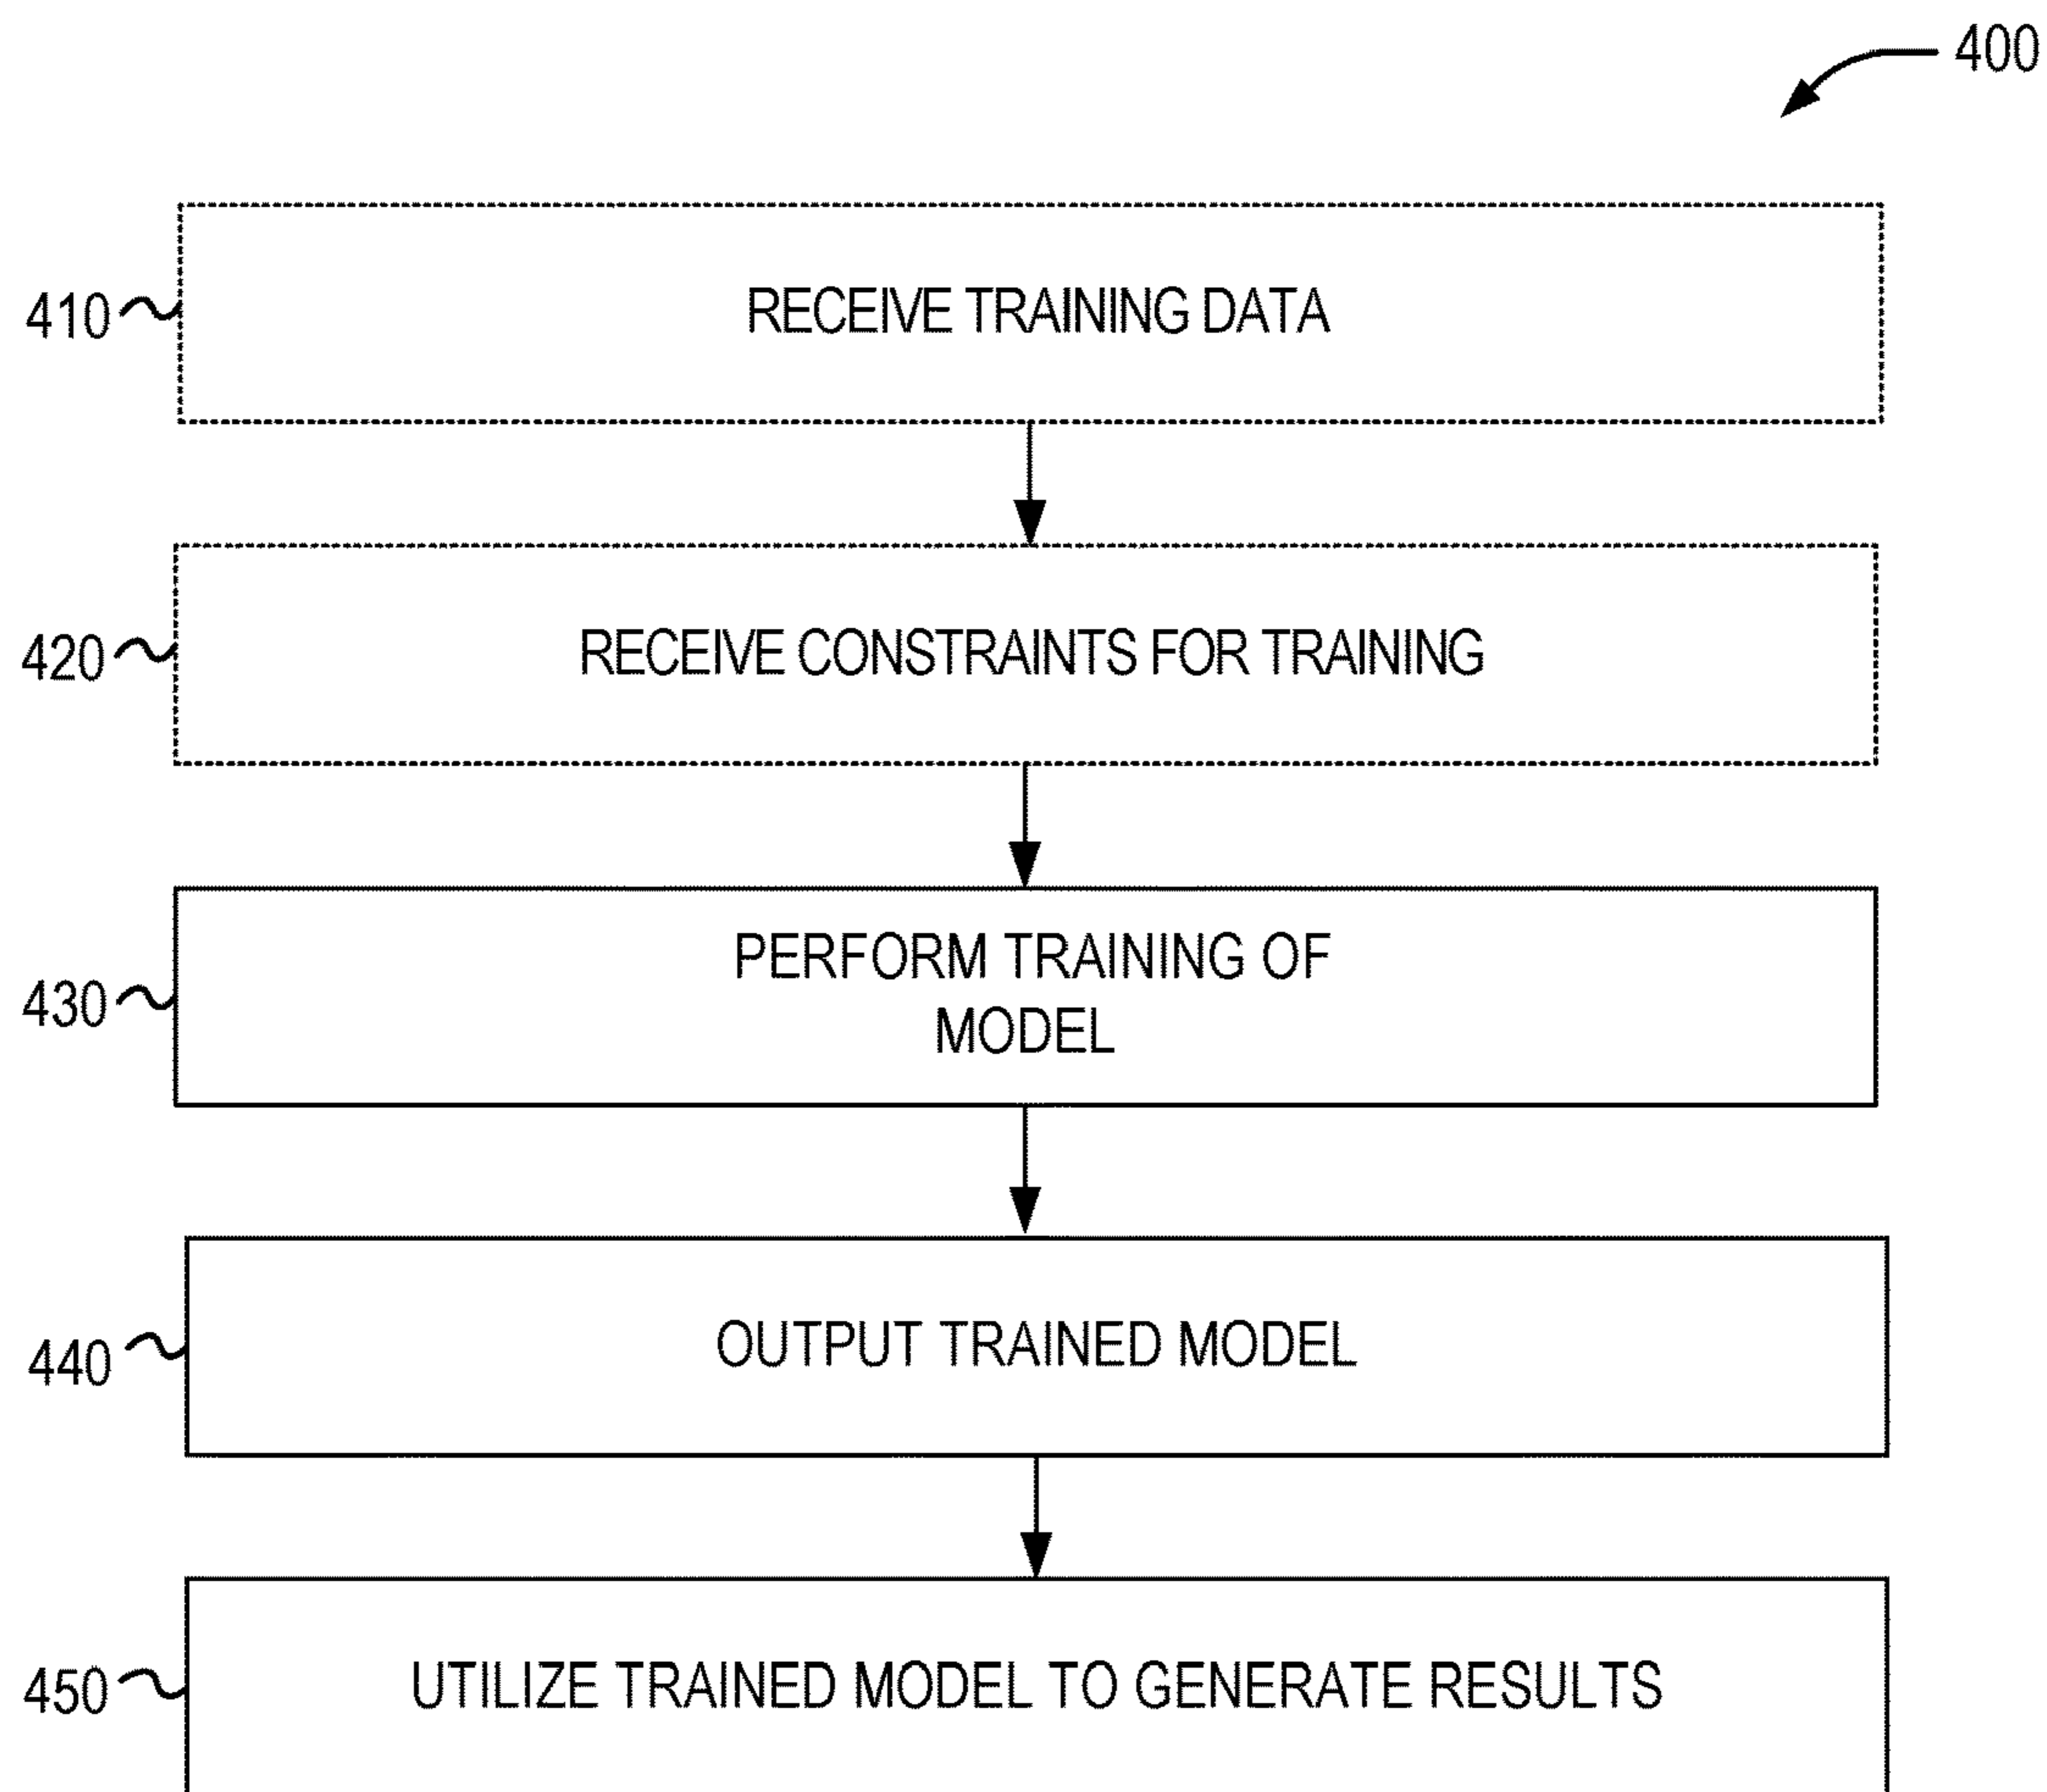 400
410
RECEIVE TRAINING DATA
420
RECEIVE CONSTRAINTS FOR TRAINING
430
PERFORM TRAINING OF
MODEL
440
OUTPUT TRAINED MODEL
450
UTILIZE TRAINED MODEL TO GENERATE RESULTS